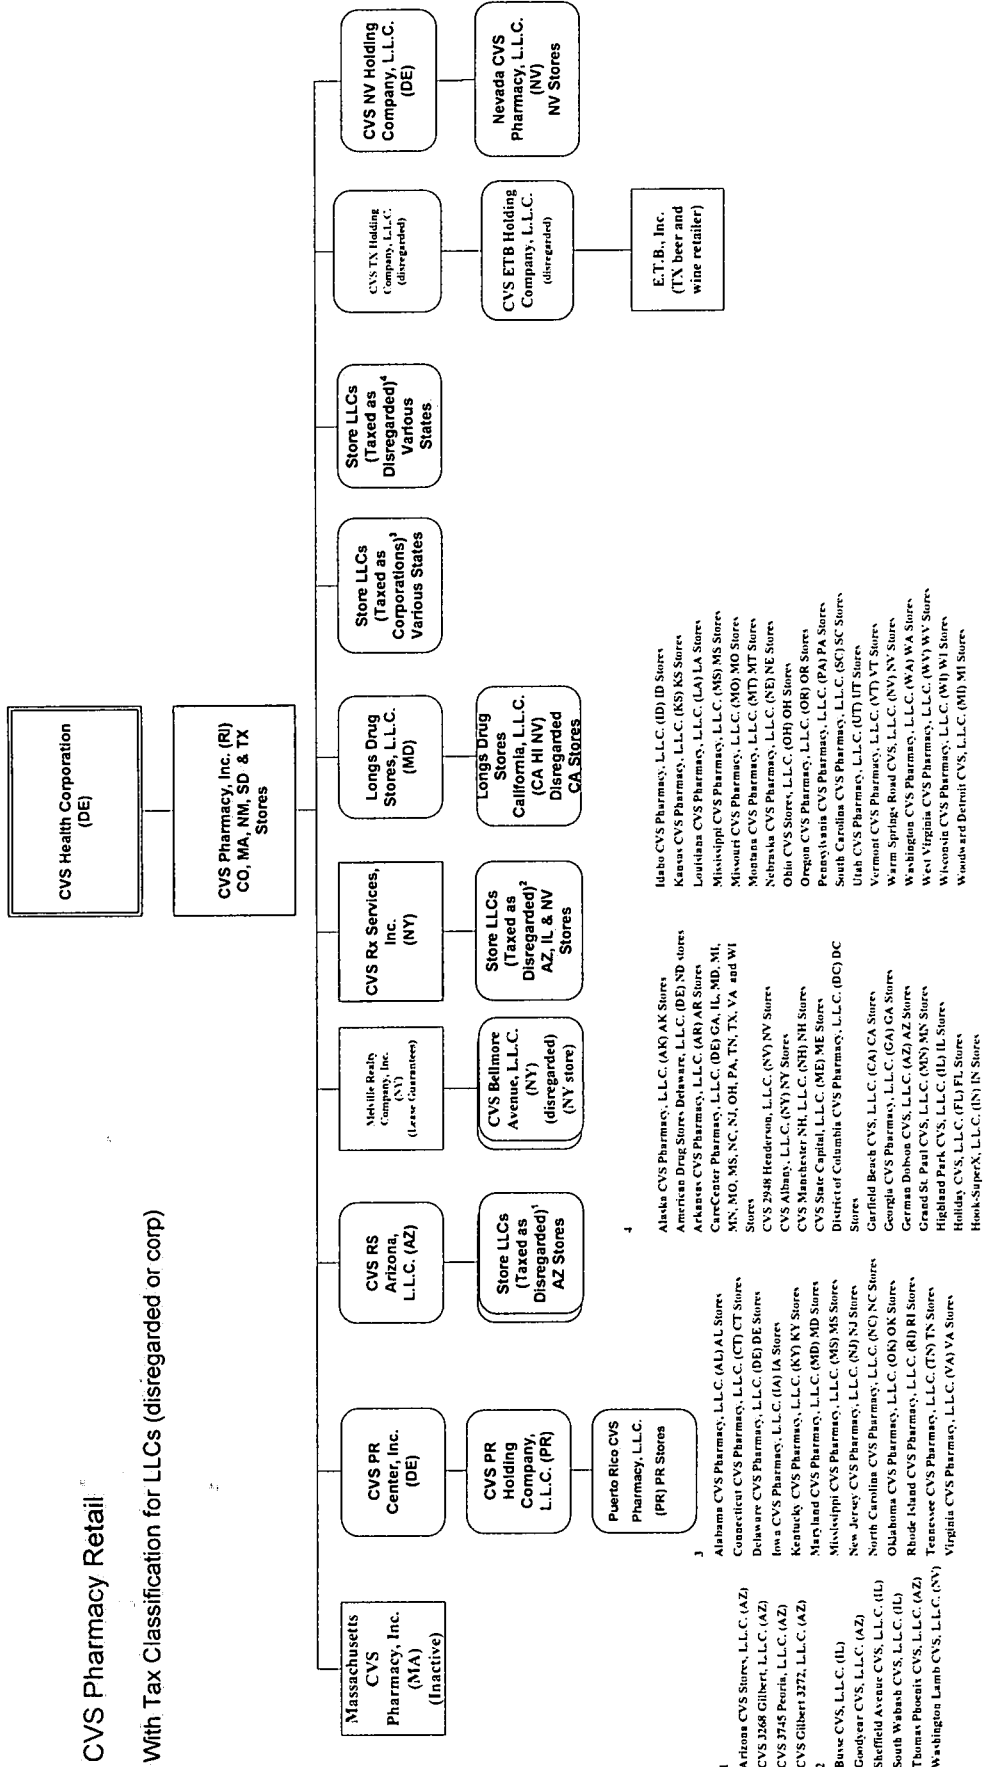 CVS Pharmacy Retail
With Tax Classification for LLCs (disregarded or corp)
CVS Health Corporation
(DE)
CVS Pharmacy, Inc. (RI)
CO, MA, NM, SD & TX
Stores
Massachusetts
CVS
Pharmacy, Inc.
(MA)
(Inactive)
CVS PR
Center, Inc.
(DE)
CVS PR
Holding
Company,
L.L.C. (PR)
Puerto Rico CVS
Pharmacy, L.L.C.
(PR) PR Stores
CVS RS
Arizona,
L.L.C. (AZ)
Store LLCs
(Taxed as
Disregarded)1
AZ Stores
Melville Realty
Company, Inc.
(NY)
(Lease Guarantees)
CVS Bellmore
Avenue, L.L.C.
(NY)
(disregarded)
(NY store)
CVS Rx Services,
Inc.
(NY)
Store LLCs
(Taxed as
Disregarded)2
AZ, IL & NV
Stores
Longs Drug
Stores, L.L.C.
(MD)
Longs Drug
Stores
California, L.L.C.
(CA HI NV)
Disregarded
CA Stores
Store LLCs
(Taxed as
Corporations)3
Various States
Store LLCs
(Taxed as
Disregarded)4
Various
States
CVS TX Holding
Company, L.L.C.
(disregarded)
CVS ETB Holding
Company, L.L.C.
(disregarded)
E.T.B., Inc.
(TX beer and
wine retailer)
CVS NV Holding
Company, L.L.C.
(DE)
Nevada CVS
Pharmacy, L.L.C.
(NV)
NV Stores
1
Arizona CVS Stores, L.L.C. (AZ)
CVS 3268 Gilbert, L.L.C. (AZ)
CVS 3745 Peoria, L.L.C. (AZ)
CVS Gilbert 3272, L.L.C. (AZ)
2
Busse CVS, L.L.C. (IL)
Goodyear CVS, L.L.C. (AZ)
Sheffield Avenue CVS, L.L.C. (IL)
South Wabash CVS, L.L.C. (IL)
Thomas Phoenix CVS, L.L.C. (AZ)
Washington Lamb CVS, L.L.C. (NV)
3
Alabama CVS Pharmacy, L.L.C. (AL) AL Stores
Connecticut CVS Pharmacy, L.L.C. (CT) CT Stores
Delaware CVS Pharmacy, L.L.C. (DE) DE Stores
Iowa CVS Pharmacy, L.L.C. (IA) IA Stores
Kentucky CVS Pharmacy, L.L.C. (KY) KY Stores
Maryland CVS Pharmacy, L.L.C. (MD) MD Stores
Mississippi CVS Pharmacy, L.L.C. (MS) MS Stores
New Jersey CVS Pharmacy, L.L.C. (NJ) NJ Stores
North Carolina CVS Pharmacy, L.L.C. (NC) NC Stores
Oklahoma CVS Pharmacy, L.L.C. (OK) OK Stores
Rhode Island CVS Pharmacy, L.L.C. (RI) RI Stores
Tennessee CVS Pharmacy, L.L.C. (TN) TN Stores
Virginia CVS Pharmacy, L.L.C. (VA) VA Stores
4
Alaska CVS Pharmacy, L.L.C. (AK) AK Stores
American Drug Stores Delaware, L.L.C. (DE) ND stores
Arkansas CVS Pharmacy, L.L.C. (AR) AR Stores
CareCenter Pharmacy, L.L.C. (DE) GA, IL, MD, MI,
MN, MO, MS, NC, NJ, OH, PA, TN, TX, VA and WI
Stores
CVS 2948 Henderson, L.L.C. (NV) NV Stores
CVS Albany, L.L.C. (NY) NY Stores
CVS Manchester NH, L.L.C. (NH) NH Stores
CVS State Capital, L.L.C. (ME) ME Stores
District of Columbia CVS Pharmacy, L.L.C. (DC) DC
Stores
Garfield Beach CVS, L.L.C. (CA) CA Stores
Georgia CVS Pharmacy, L.L.C. (GA) GA Stores
German Dobson CVS, L.L.C. (AZ) AZ Stores
Grand St. Paul CVS, L.L.C. (MN) MN Stores
Highland Park CVS, L.L.C. (IL) IL Stores
Holiday CVS, L.L.C. (FL) FL Stores
Hook-SuperX, L.L.C. (IN) IN Stores
Idaho CVS Pharmacy, L.L.C. (ID) ID Stores
Kansas CVS Pharmacy, L.L.C. (KS) KS Stores
Louisiana CVS Pharmacy, L.L.C. (LA) LA Stores
Mississippi CVS Pharmacy, L.L.C. (MS) MS Stores
Missouri CVS Pharmacy, L.L.C. (MO) MO Stores
Montana CVS Pharmacy, L.L.C. (MT) MT Stores
Nebraska CVS Pharmacy, L.L.C. (NE) NE Stores
Ohio CVS Stores, L.L.C. (OH) OH Stores
Oregon CVS Pharmacy, L.L.C. (OR) OR Stores
Pennsylvania CVS Pharmacy, L.L.C. (PA) PA Stores
South Carolina CVS Pharmacy, L.L.C. (SC) SC Stores
Utah CVS Pharmacy, L.L.C. (UT) UT Stores
Vermont CVS Pharmacy, L.L.C. (VT) VT Stores
Warm Springs Road CVS, L.L.C. (NV) NV Stores
Washington CVS Pharmacy, L.L.C. (WA) WA Stores
West Virginia CVS Pharmacy, L.L.C. (WV) WV Stores
Wisconsin CVS Pharmacy, L.L.C. (WI) WI Stores
Woodward Detroit CVS, L.L.C. (MI) MI Stores